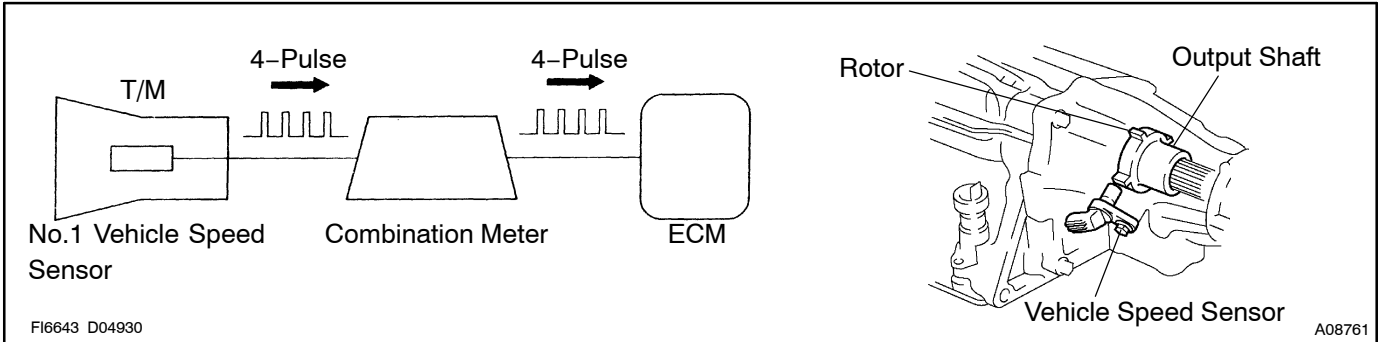 4–Pulse
4–Pulse
T/M
No.1 Vehicle Speed
Sensor
Combination Meter
ECM
FI6643 D04930
Rotor
Output Shaft
Vehicle Speed Sensor
A08761